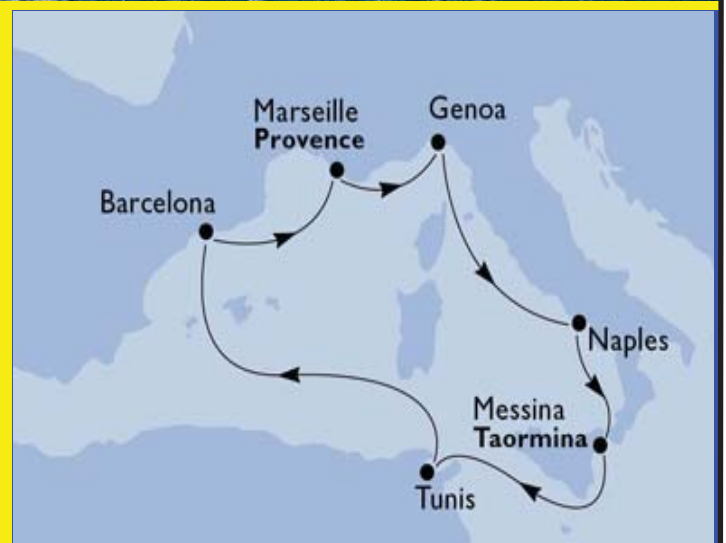 Marseille
Provence
Genoa
Barcelona
Naples
Messina
Taormina
Tunis